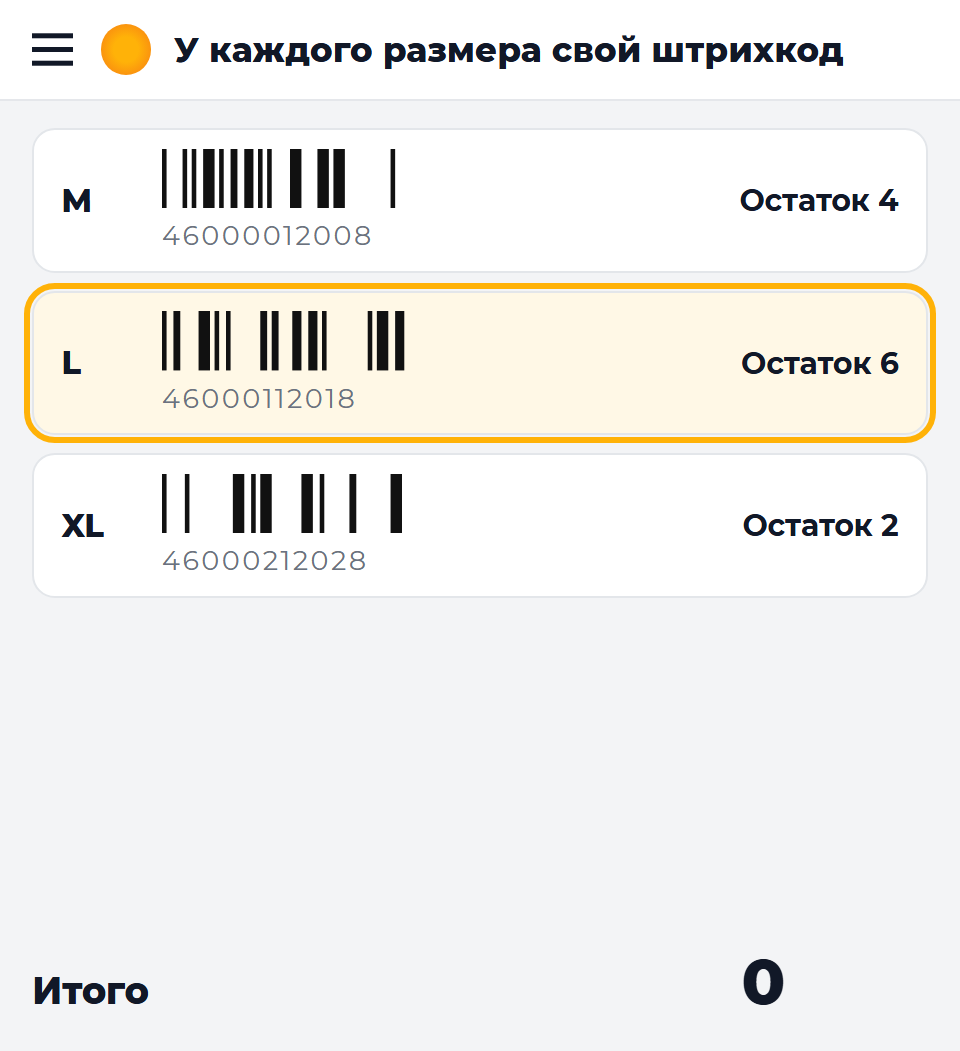 У каждого размера свой штрихкод
M
46000012008
Остаток 4
L
46000112018
Остаток 6
XL
46000212028
Остаток 2
Итого
0